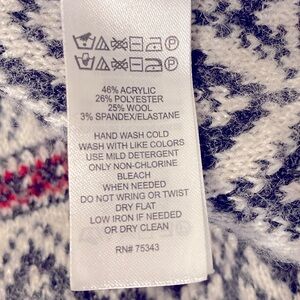 46% ACRYLIC
26% POLYESTER
25% WOOL
3% SPANDEX/ELASTANE
HAND WASH COLD
WASH WITH LIKE COLORS
USE MILD DETERGENT
ONLY NON-CHLORINE
BLEACH
WHEN NEEDED
DO NOT WRING OR TWIST
DRY FLAT
LOW IRON IF NEEDED
OR DRY CLEAN
RN# 75343